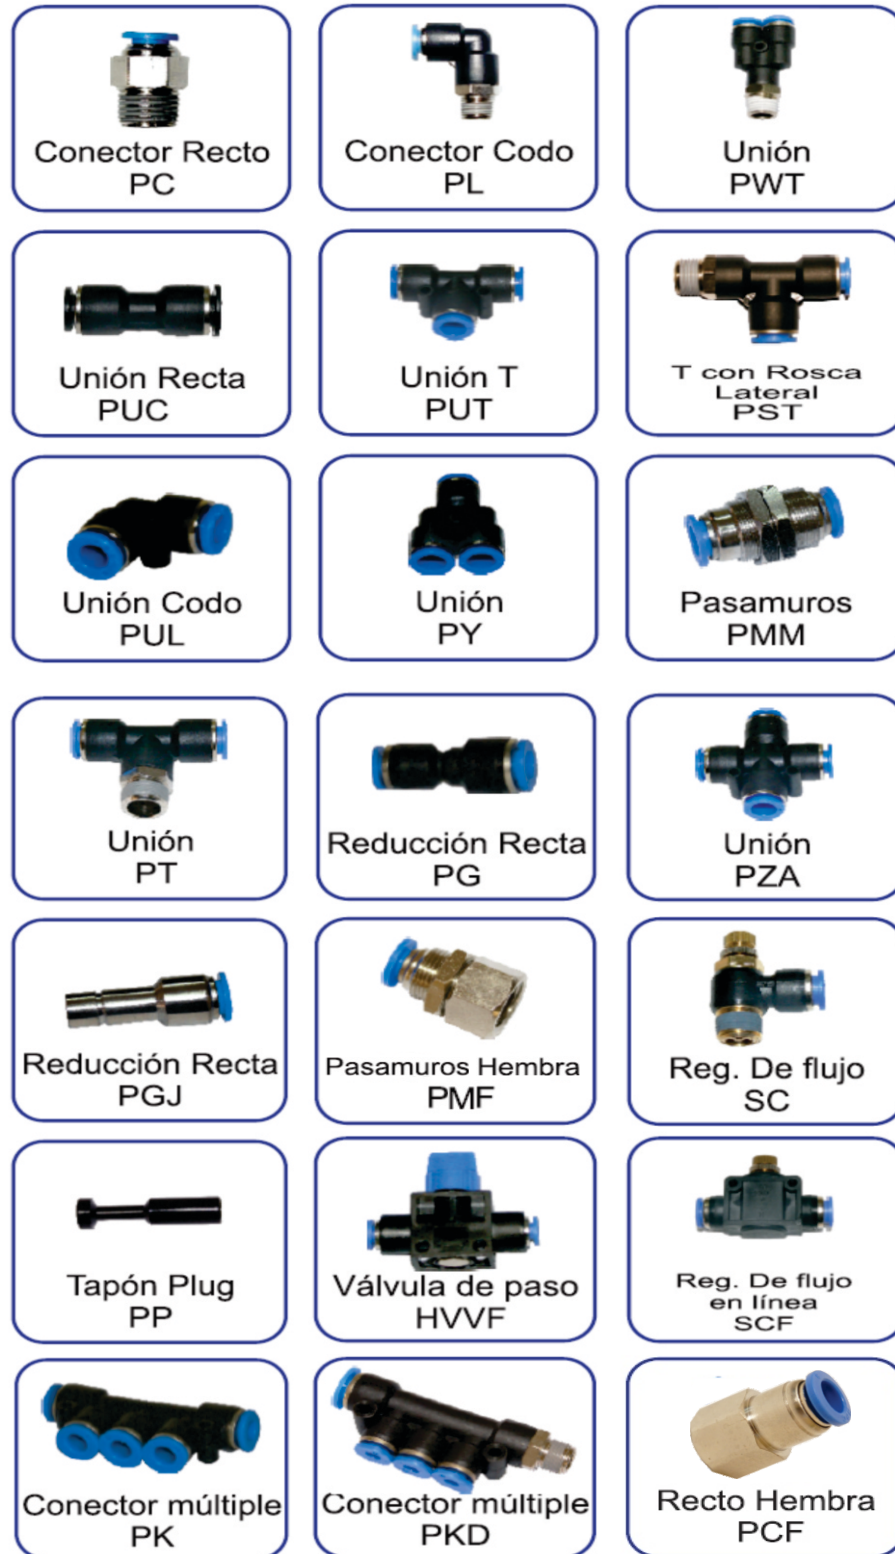 Conector Recto
PC
Conector Codo
PL
Unión
PWT
Unión Recta
PUC
Unión T
PUT
T con Rosca
Lateral
PST
Unión Codo
PUL
Unión
PY
Pasamuros
PMM
Unión
PT
Reducción Recta
PG
Unión
PZA
Reducción Recta
PGJ
Pasamuros Hembra
PMF
Reg. De flujo
SC
Tapón Plug
PP
Válvula de paso
HVVF
Reg. De flujo
en línea
SCF
Conector múltiple
PK
Conector múltiple
PKD
Recto Hembra
PCF